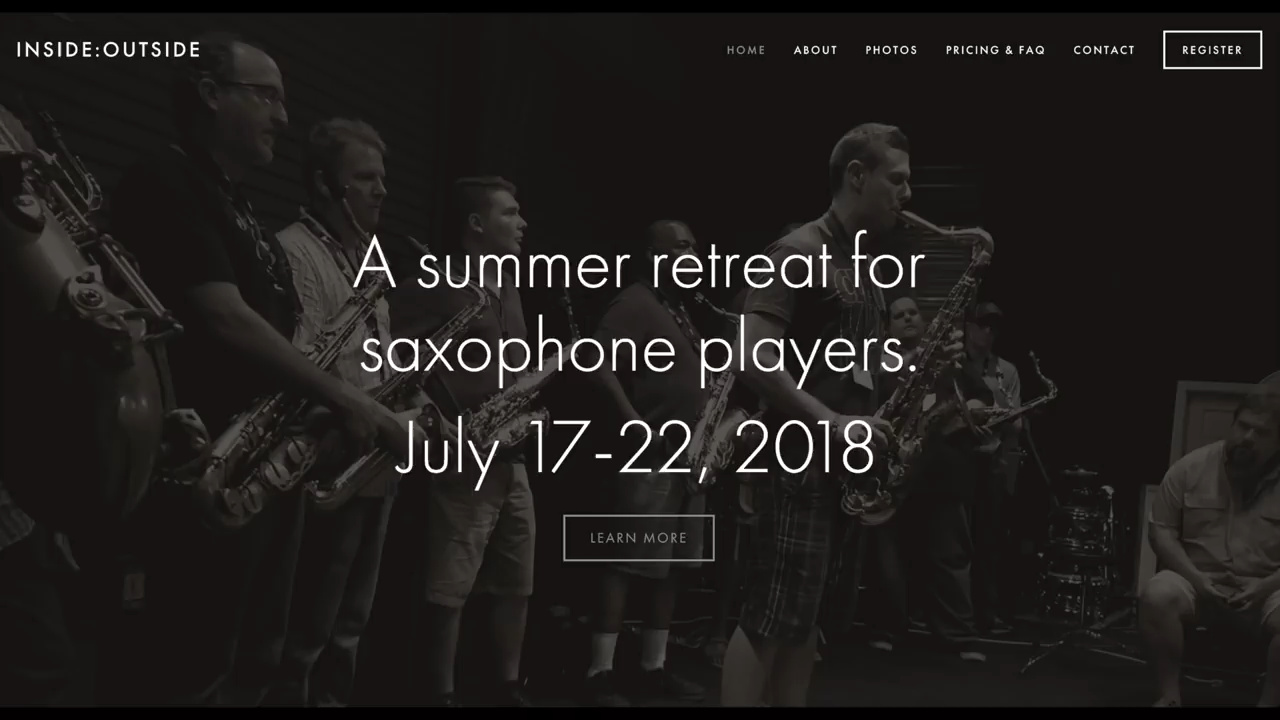 INSIDE:OUTSIDE
HOME ABOUT PHOTOS PRICING & FAQ CONTACT REGISTER
A summer retreat for
saxophone players.
July 17-22, 2018
LEARN MORE